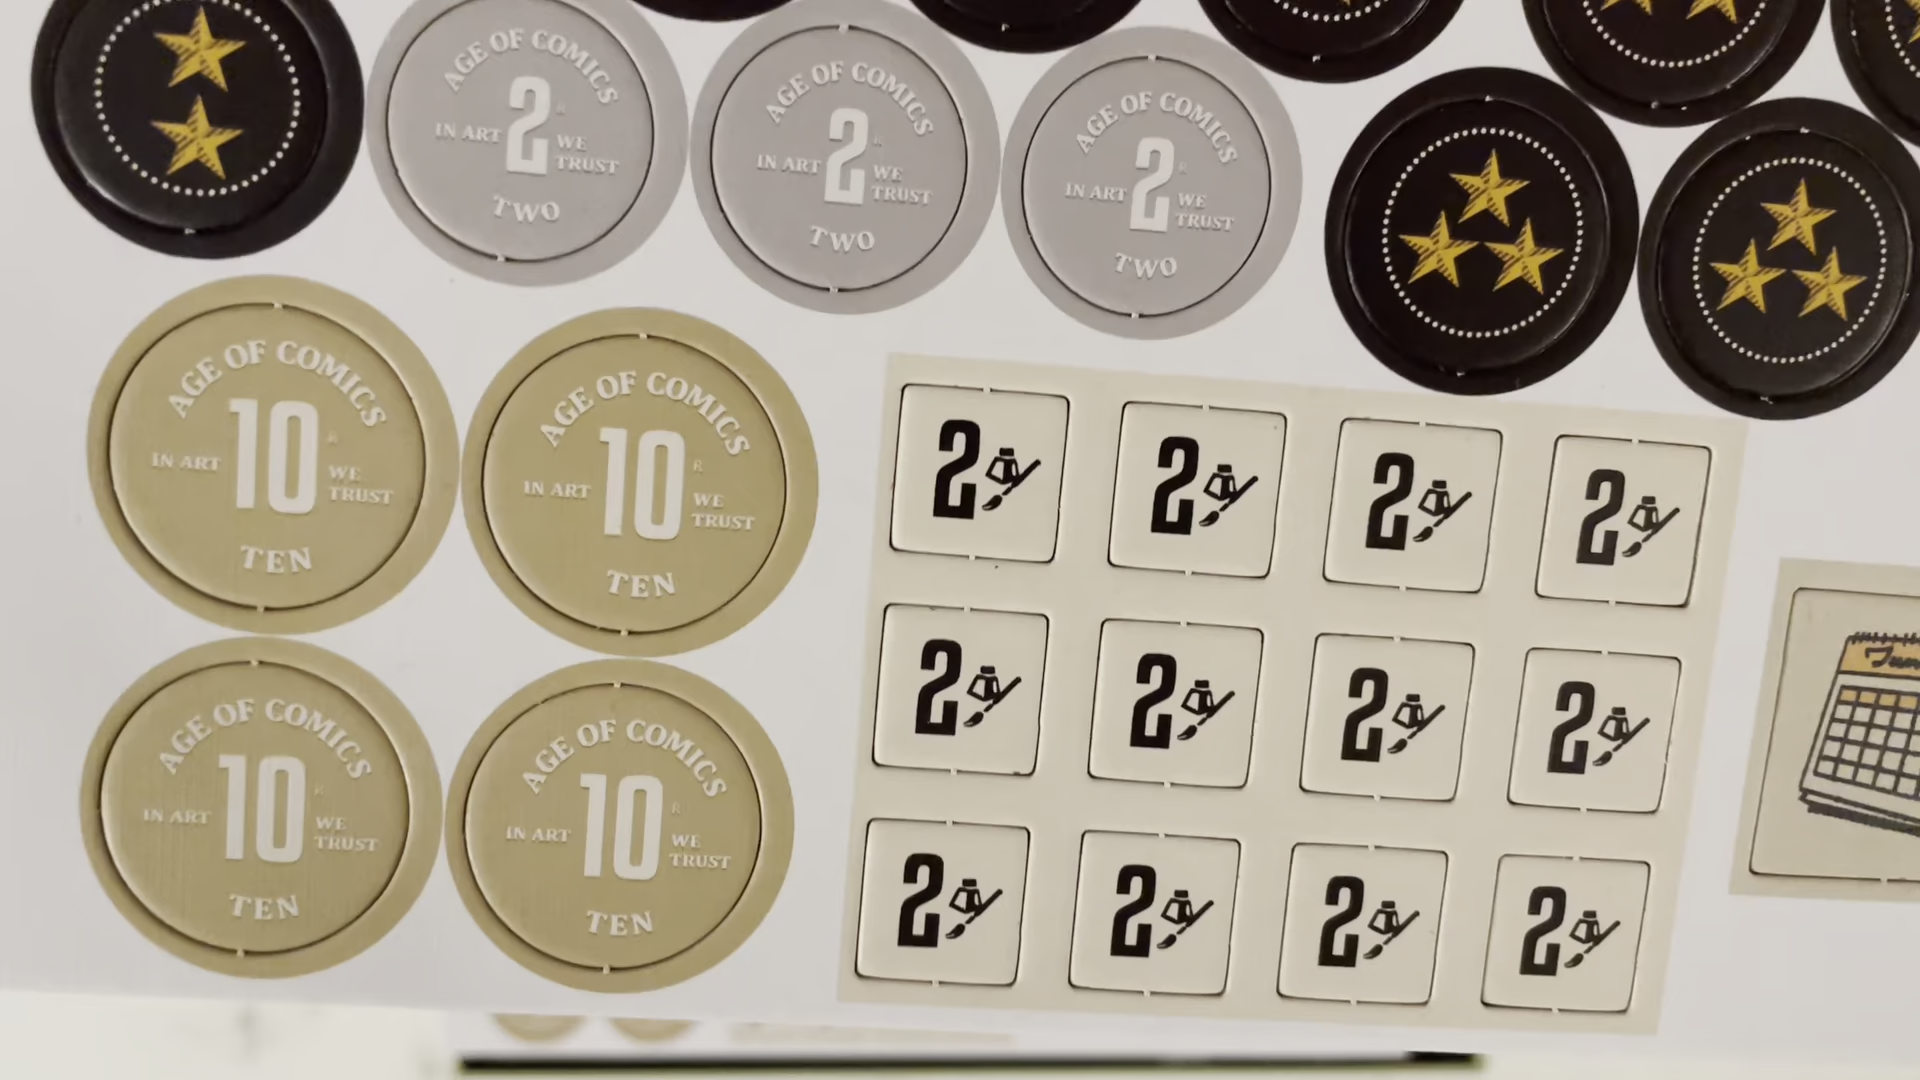 AGE OF COMICS
2
IN ART WE TRUST
TWO
AGE OF COMICS
2
IN ART WE TRUST
TWO
AGE OF COMICS
2
IN ART WE TRUST
TWO
AGE OF COMICS
10
IN ART WE TRUST
TEN
AGE OF COMICS
10
IN ART WE TRUST
TEN
AGE OF COMICS
10
IN ART WE TRUST
TEN
AGE OF COMICS
10
IN ART WE TRUST
TEN
2 2 2 2
2 2 2 2
2 2 2 2